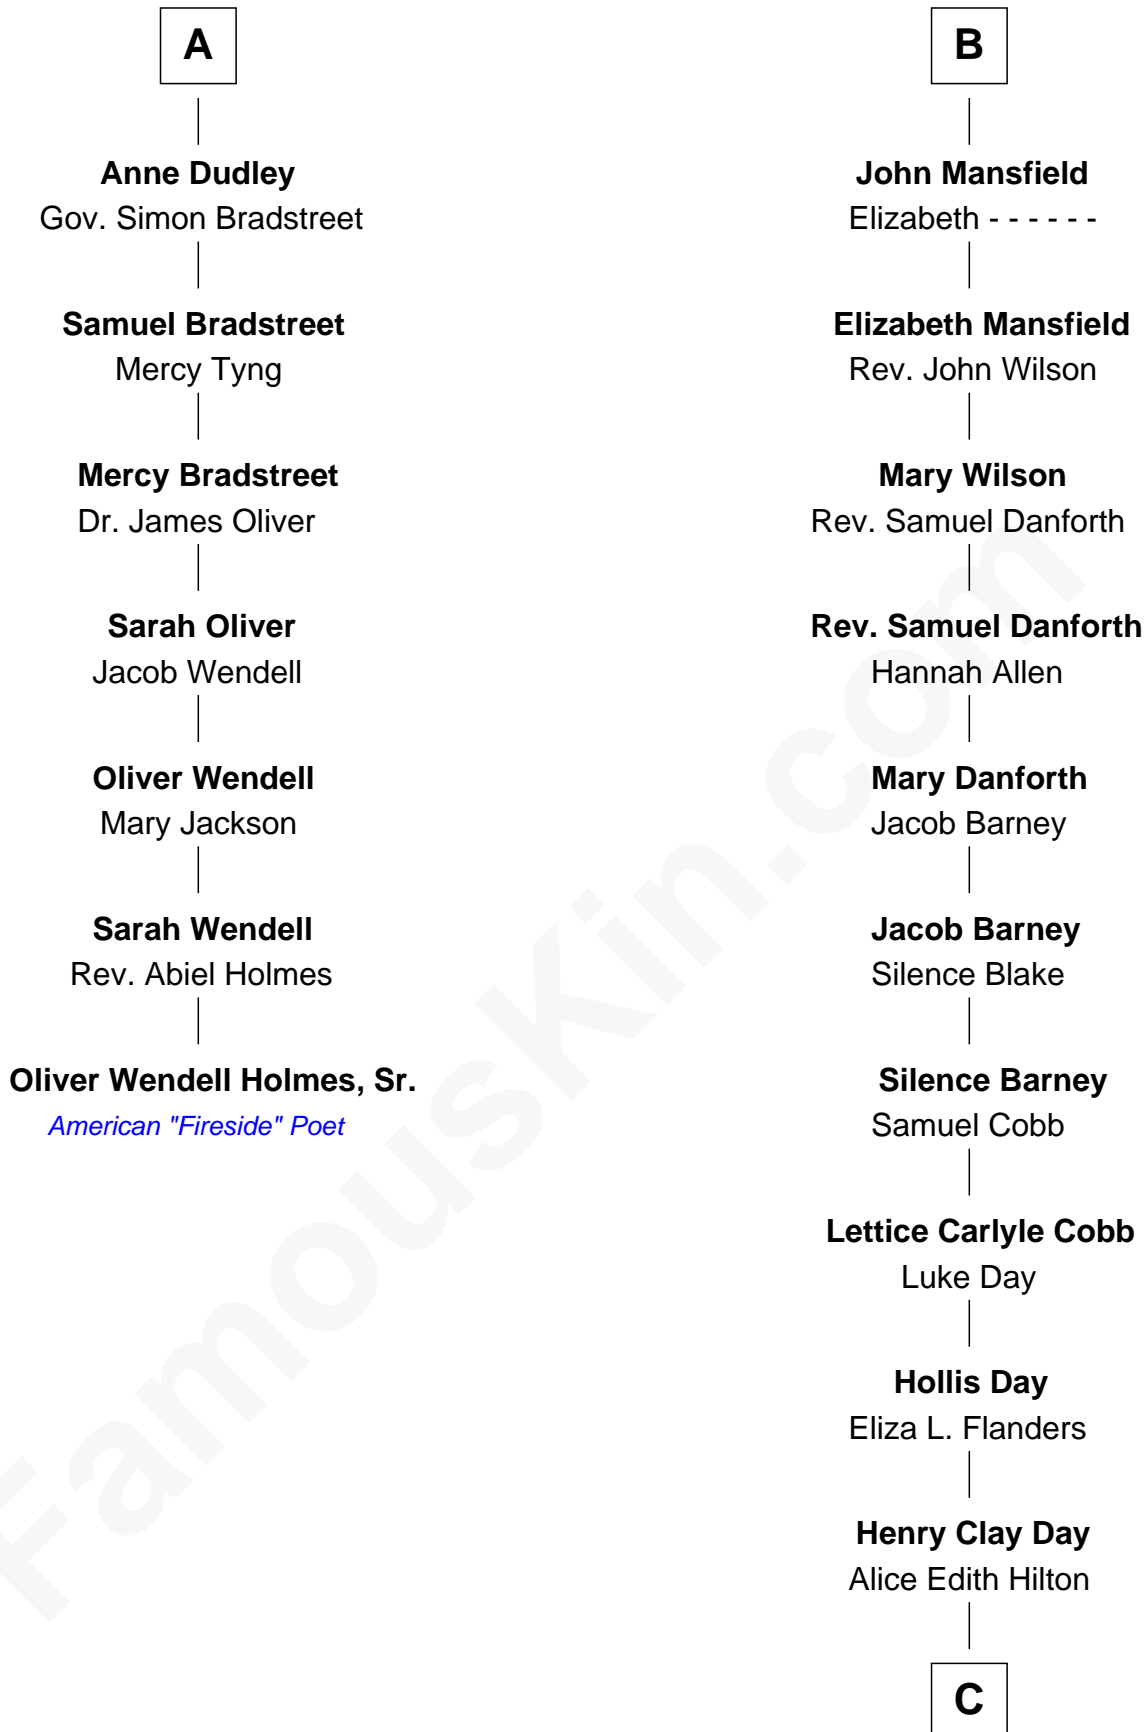 A
Anne Dudley
Gov. Simon Bradstreet
Samuel Bradstreet
Mercy Tyng
Mercy Bradstreet
Dr. James Oliver
Sarah Oliver
Jacob Wendell
Oliver Wendell
Mary Jackson
Sarah Wendell
Rev. Abiel Holmes
Oliver Wendell Holmes, Sr.
American "Fireside" Poet
B
John Mansfield
Elizabeth - - - - - -
Elizabeth Mansfield
Rev. John Wilson
Mary Wilson
Rev. Samuel Danforth
Rev. Samuel Danforth
Hannah Allen
Mary Danforth
Jacob Barney
Jacob Barney
Silence Blake
Silence Barney
Samuel Cobb
Lettice Carlyle Cobb
Luke Day
Hollis Day
Eliza L. Flanders
Henry Clay Day
Alice Edith Hilton
C
FamousKin.com